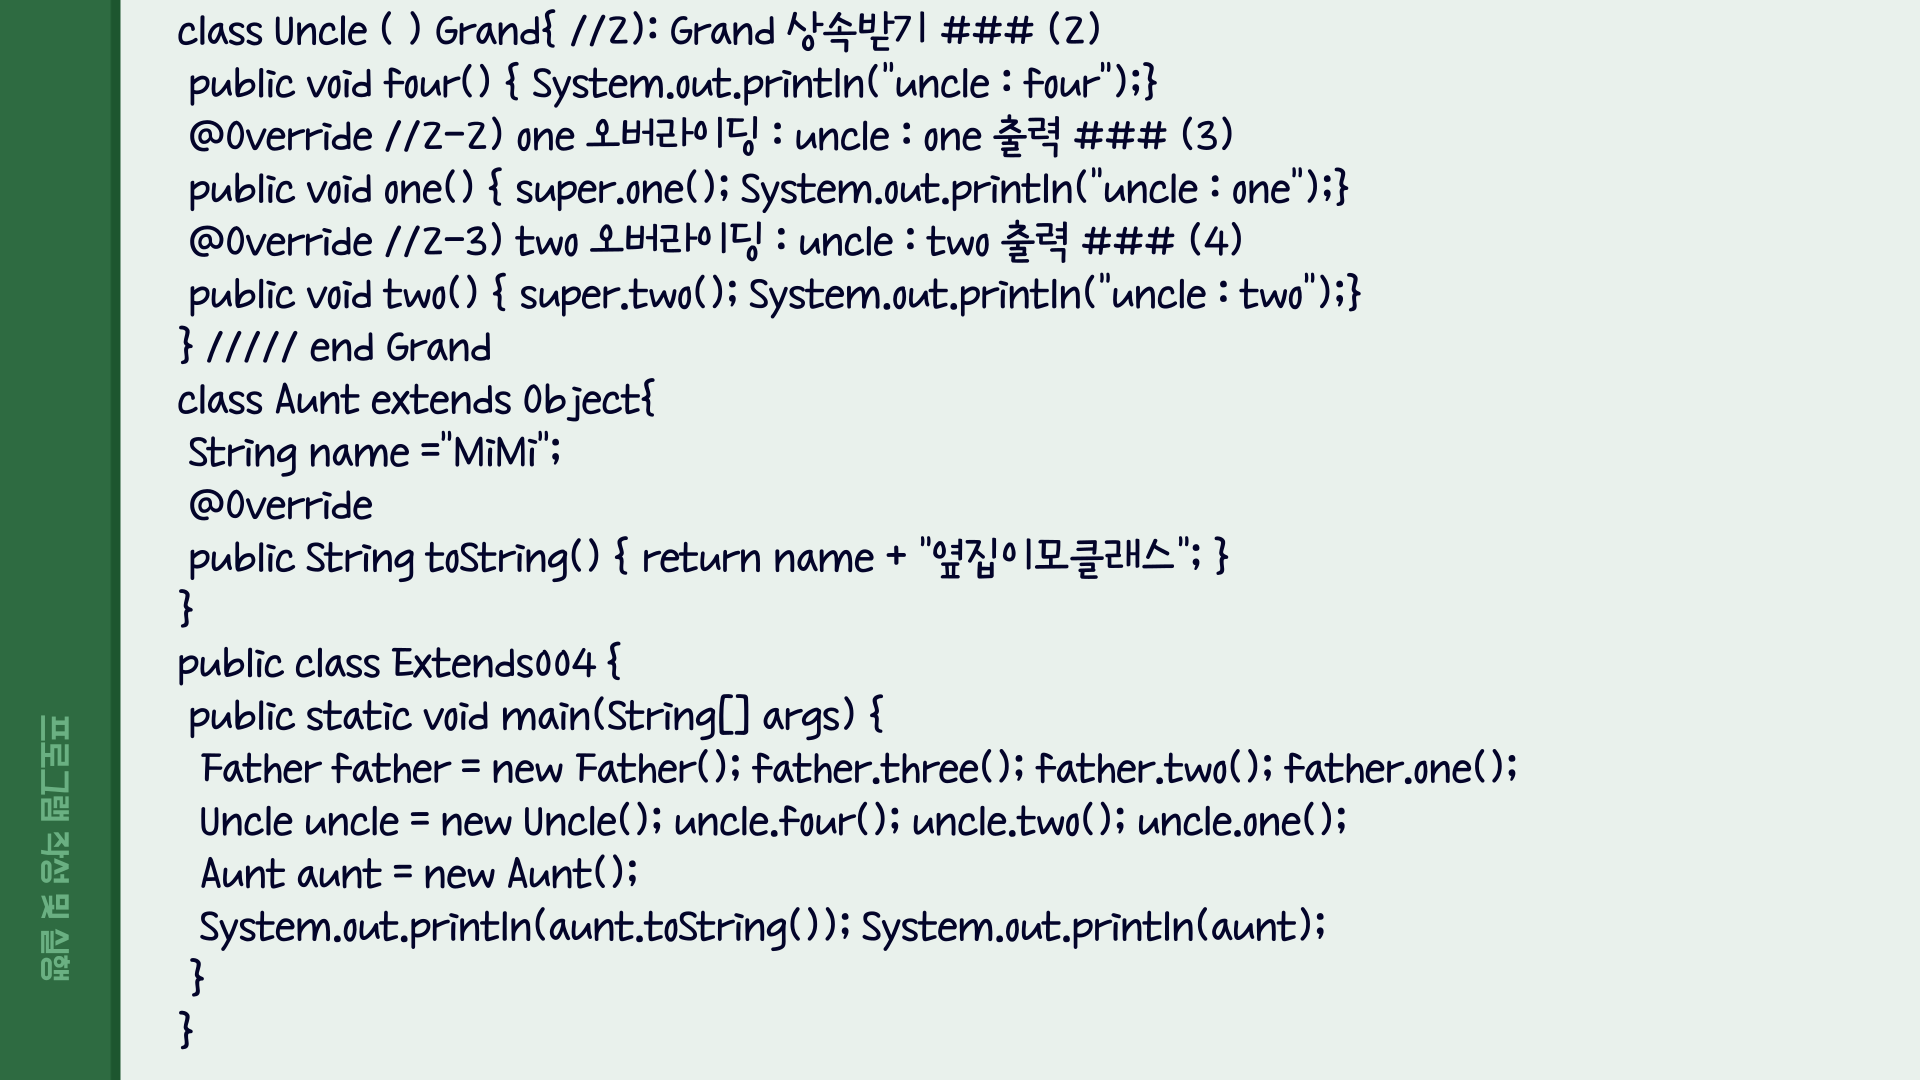 class Uncle ( ) Grand{ //2): Grand 상속받기 ### (2)
public void four() { System.out.println("uncle : four");}
@Override //2-2) one 오버라이딩 : uncle : one 출력 ### (3)
public void one() { super.one(); System.out.println("uncle : one");}
@Override //2-3) two 오버라이딩 : uncle : two 출력 ### (4)
public void two() { super.two(); System.out.println("uncle : two");}
} ///// end Grand
class Aunt extends Object{
String name ="MiMi";
@Override
public String toString() { return name + "옆집이모클래스"; }
}
public class Extends004 {
public static void main(String[] args) {
Father father = new Father(); father.three(); father.two(); father.one();
Uncle uncle = new Uncle(); uncle.four(); uncle.two(); uncle.one();
Aunt aunt = new Aunt();
System.out.println(aunt.toString()); System.out.println(aunt);
}
}
프로그램 작성 및 실행